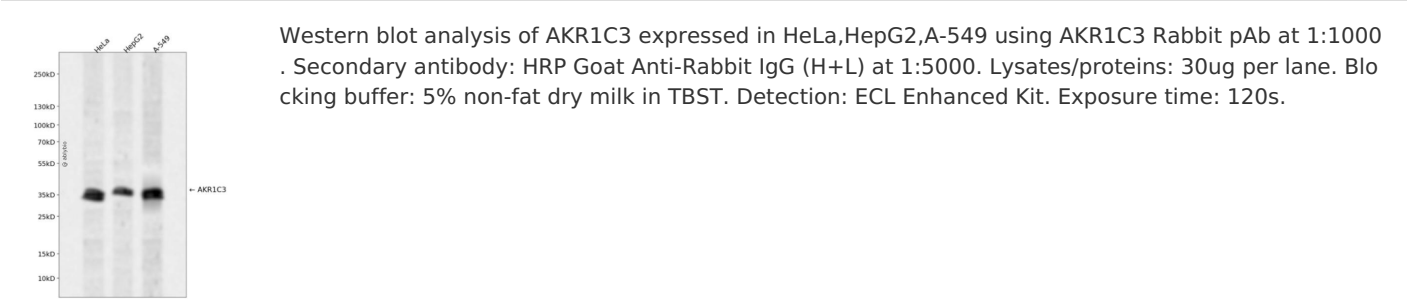 HeLa
HepG2
A-549
250kD
130kD
100kD
70kD
55kD
35kD
25kD
15kD
10kD
← AKR1C3
Western blot analysis of AKR1C3 expressed in HeLa,HepG2,A-549 using AKR1C3 Rabbit pAb at 1:1000
. Secondary antibody: HRP Goat Anti-Rabbit IgG (H+L) at 1:5000. Lysates/proteins: 30ug per lane. Blo
cking buffer: 5% non-fat dry milk in TBST. Detection: ECL Enhanced Kit. Exposure time: 120s.